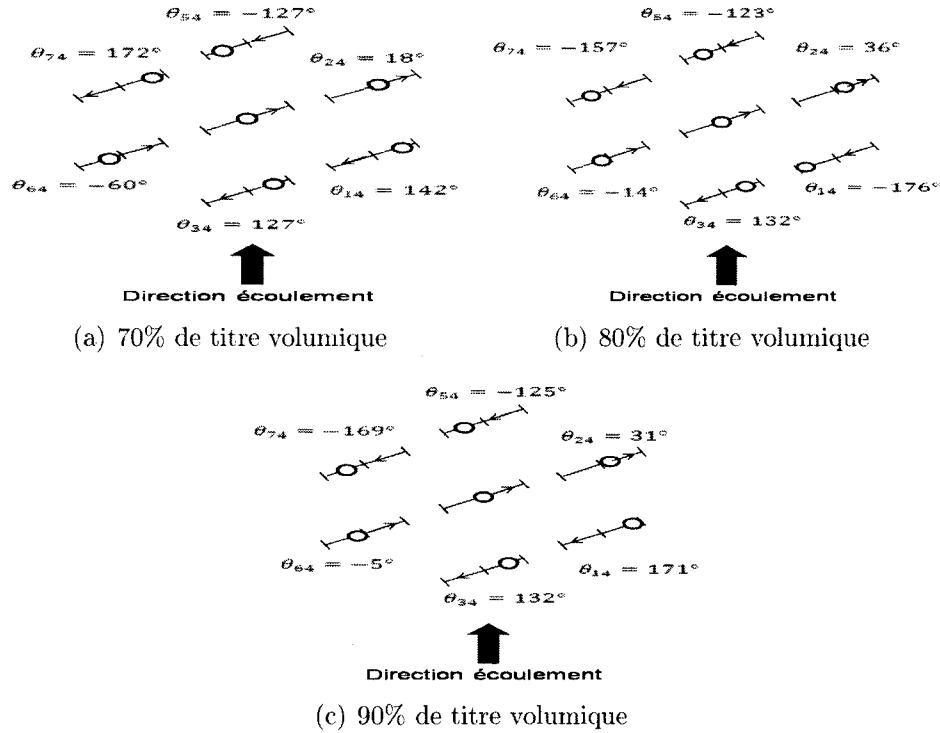 θ₅₄ = −127°
θ₇₄ = 172°
θ₂₄ = 18°
θ₆₄ = −60°
θ₁₄ = 142°
θ₃₄ = 127°
Direction écoulement
(a) 70% de titre volumique
θ₅₄ = −123°
θ₇₄ = −157°
θ₂₄ = 36°
θ₆₄ = −14°
θ₁₄ = −176°
θ₃₄ = 132°
Direction écoulement
(b) 80% de titre volumique
θ₅₄ = −125°
θ₇₄ = −169°
θ₂₄ = 31°
θ₆₄ = −5°
θ₁₄ = 171°
θ₃₄ = 132°
Direction écoulement
(c) 90% de titre volumique